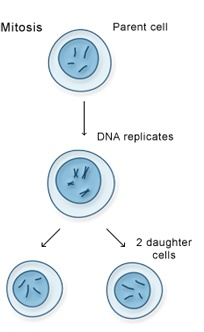 Mitosis
Parent cell
DNA replicates
2 daughter
cells